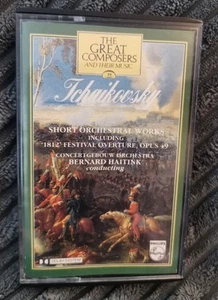 THE
GREAT
COMPOSERS
AND THEIR MUSIC
Tchaikovsky
SHORT ORCHESTRAL WORKS
INCLUDING
'1812' FESTIVAL OVERTURE, OPUS 49
CONCERTGEBOUW ORCHESTRA
BERNARD HAITINK
conducting
PHILIPS